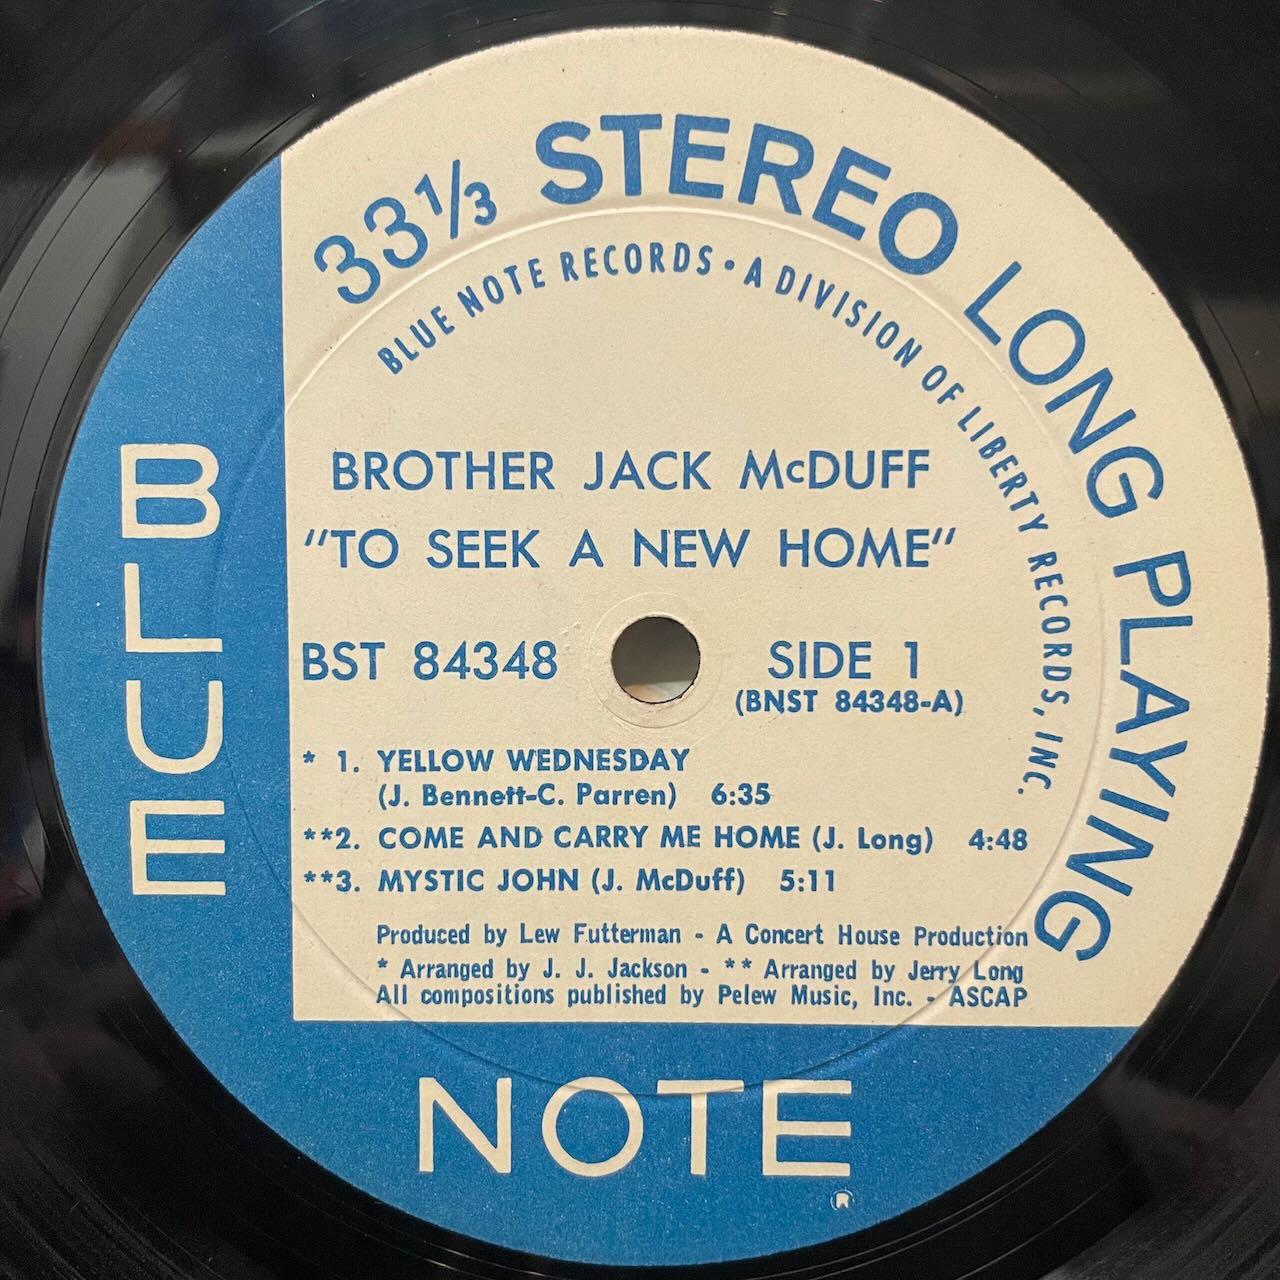 33 1/3 STEREO LONG PLAYING
BLUE NOTE RECORDS • A DIVISION OF LIBERTY RECORDS, INC.
BROTHER JACK McDUFF
"TO SEEK A NEW HOME"
BST 84348
SIDE 1
(BNST 84348-A)
* 1. YELLOW WEDNESDAY
(J. Bennett-C. Parren) 6:35
**2. COME AND CARRY ME HOME (J. Long) 4:48
**3. MYSTIC JOHN (J. McDuff) 5:11
Produced by Lew Futterman - A Concert House Production
* Arranged by J. J. Jackson - ** Arranged by Jerry Long
All compositions published by Pelew Music, Inc. - ASCAP
BLUE
NOTE
®